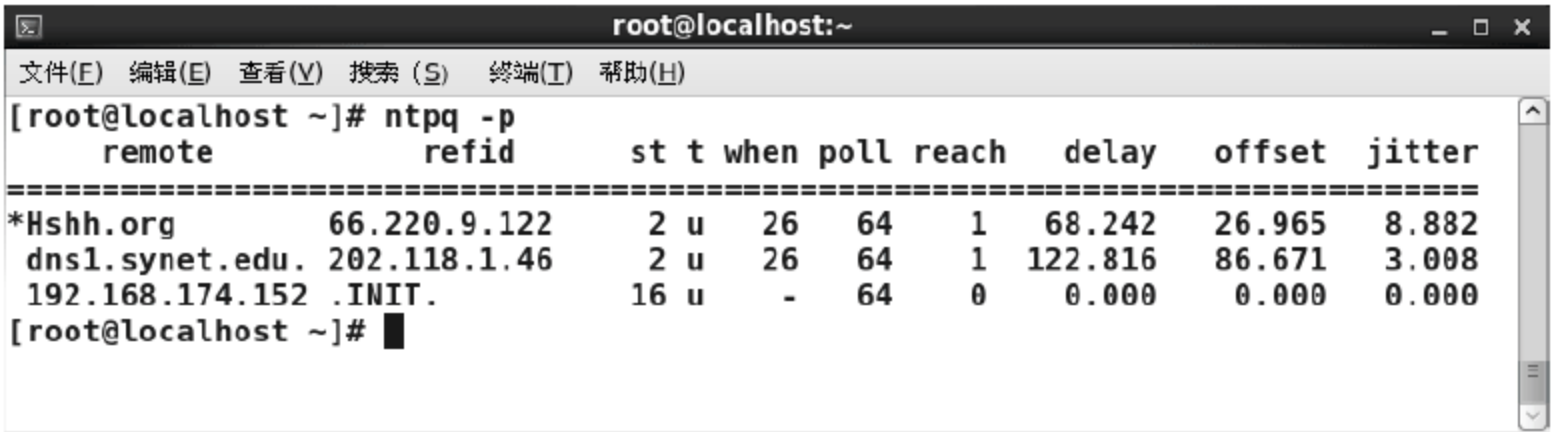 root@localhost:~
文件(F) 编辑(E) 查看(V) 搜索 (S) 终端(T) 帮助(H)
[root@localhost ~]# ntpq -p
     remote           refid      st t when poll reach   delay   offset  jitter
==============================================================================
*Hshh.org        66.220.9.122     2 u   26   64    1   68.242   26.965   8.882
 dns1.synet.edu. 202.118.1.46     2 u   26   64    1  122.816   86.671   3.008
 192.168.174.152 .INIT.          16 u    -   64    0    0.000    0.000   0.000
[root@localhost ~]#